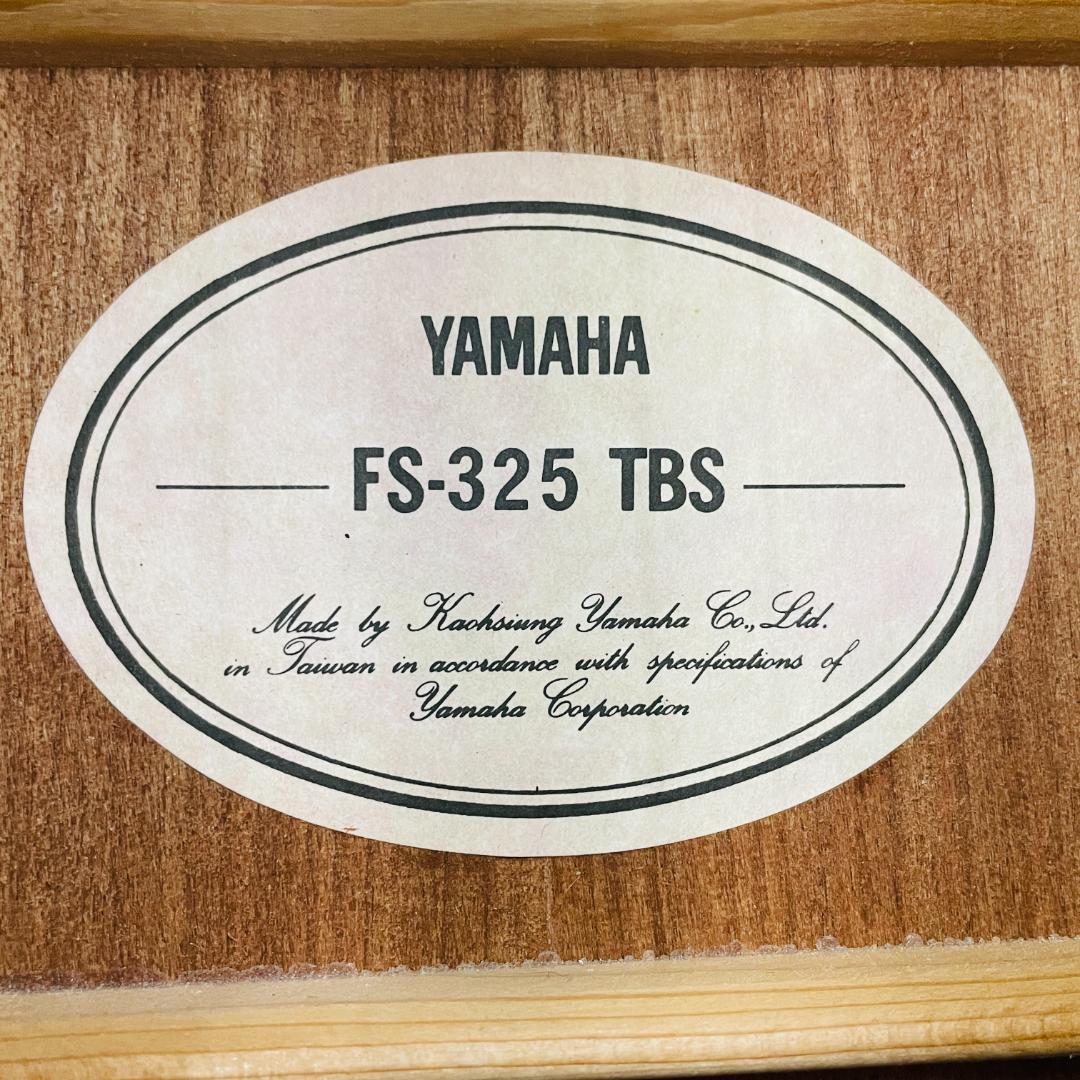 YAMAHA
FS-325 TBS
Made by Kaohsiung Yamaha Co., Ltd.
in Taiwan in accordance with specifications of
Yamaha Corporation